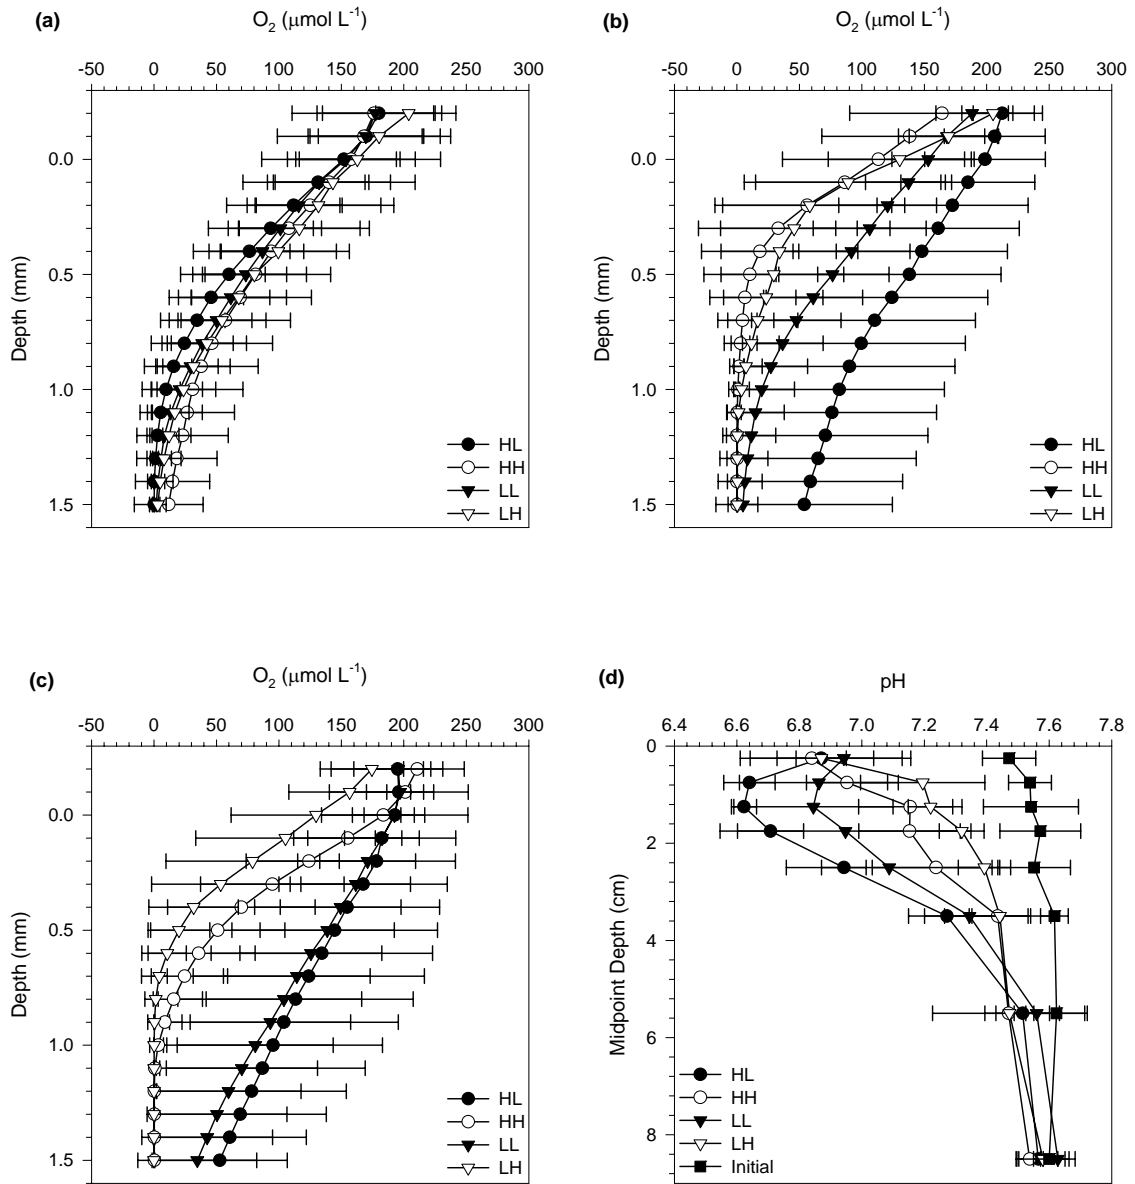 (a)
O2 (μmol L-1)
-50 0 50 100 150 200 250 300
Depth (mm)
0.0
0.5
1.0
1.5
HL
HH
LL
LH
(b)
O2 (μmol L-1)
-50 0 50 100 150 200 250 300
Depth (mm)
0.0
0.5
1.0
1.5
HL
HH
LL
LH
(c)
O2 (μmol L-1)
-50 0 50 100 150 200 250 300
Depth (mm)
0.0
0.5
1.0
1.5
HL
HH
LL
LH
(d)
pH
6.4 6.6 6.8 7.0 7.2 7.4 7.6 7.8
Midpoint Depth (cm)
0
2
4
6
8
HL
HH
LL
LH
Initial